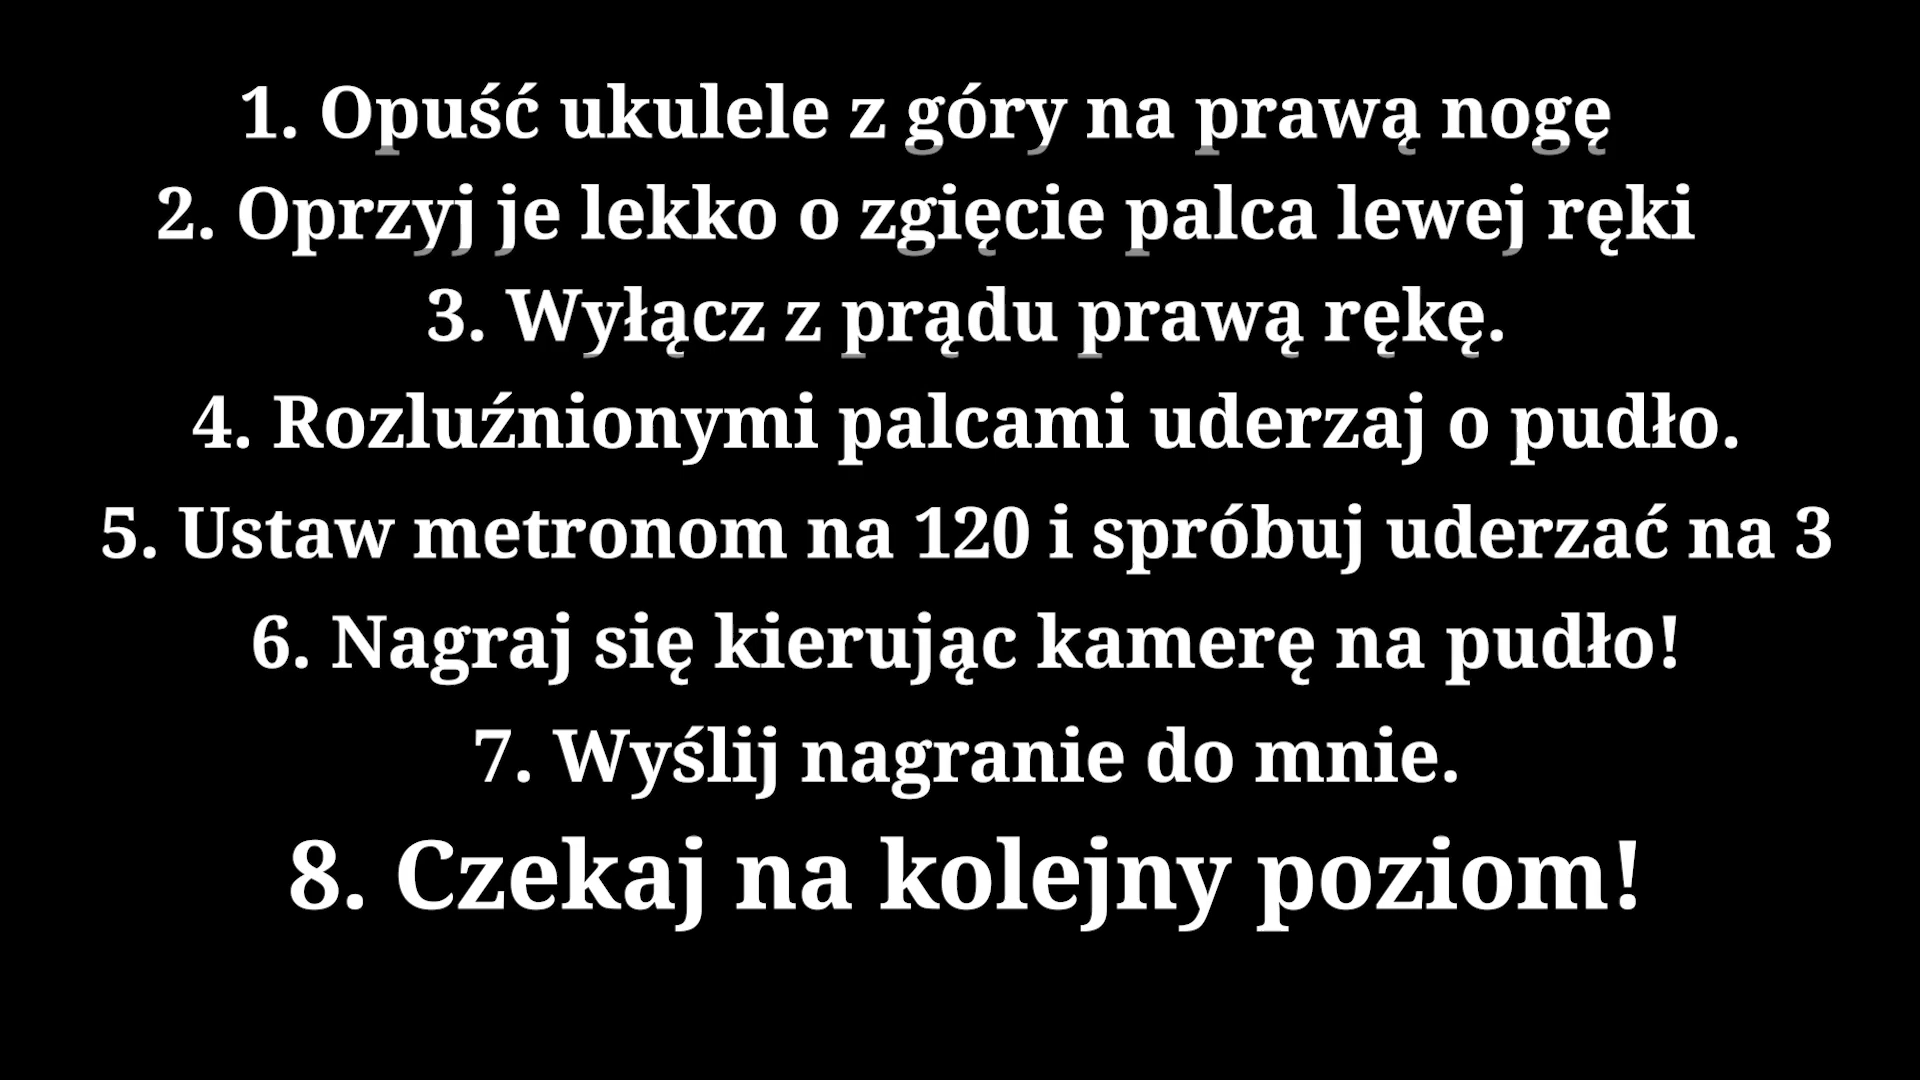 1. Opuść ukulele z góry na prawą nogę
2. Oprzyj je lekko o zgięcie palca lewej ręki
3. Wyłącz z prądu prawą rękę.
4. Rozluźnionymi palcami uderzaj o pudło.
5. Ustaw metronom na 120 i spróbuj uderzać na 3
6. Nagraj się kierując kamerę na pudło!
7. Wyślij nagranie do mnie.
8. Czekaj na kolejny poziom!